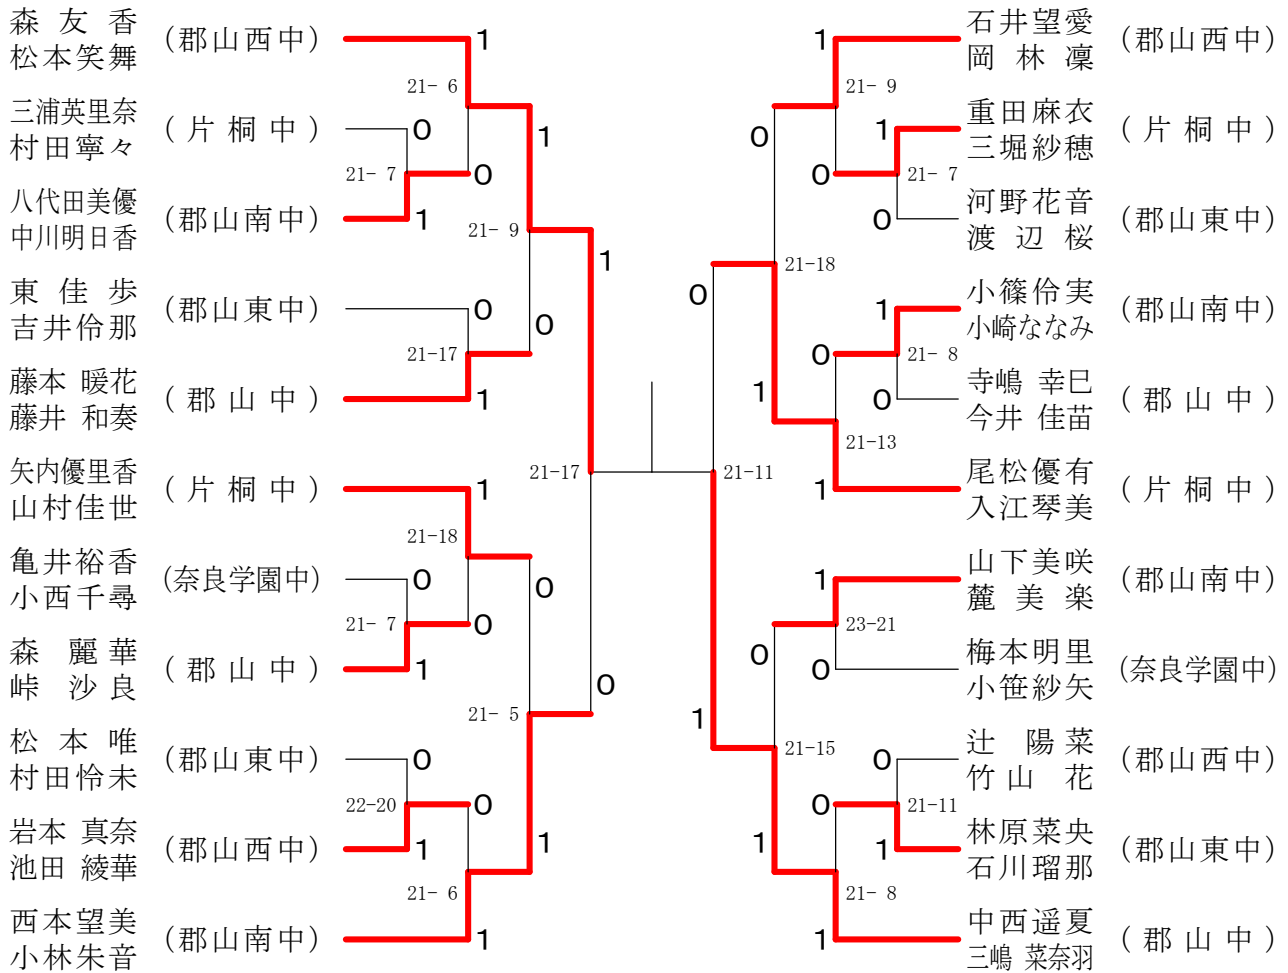 森 友 香
松本笑舞
(郡山西中)
1
21- 6
三浦英里奈
村田寧々
(片桐中)
0
1
21- 7
0
八代田美優
中川明日香
(郡山南中)
1
21- 9
1
東 佳 歩
吉井伶那
(郡山東中)
0
0
21-17
藤本 暖花
藤井 和奏
(郡山中)
1
21-17
矢内優里香
山村佳世
(片桐中)
1
21-18
亀井裕香
小西千尋
(奈良学園中)
0
0
21- 7
0
森 麗華
峠 沙良
(郡山中)
1
0
21- 5
松 本 唯
村田怜未
(郡山東中)
0
22-20
0
岩本 真奈
池田 綾華
(郡山西中)
1
1
21- 6
西本望美
小林朱音
(郡山南中)
1
石井望愛
岡 林 凜
(郡山西中)
1
21- 9
重田麻衣
三堀紗穂
(片桐中)
1
0
0
21- 7
河野花音
渡 辺 桜
(郡山東中)
0
21-18
0
小篠伶実
小崎ななみ
(郡山南中)
1
0
21- 8
寺嶋 幸巳
今井 佳苗
(郡山中)
0
1
21-13
尾松優有
入江琴美
(片桐中)
1
21-11
山下美咲
麓 美 楽
(郡山南中)
1
23-21
0
梅本明里
小笹紗矢
(奈良学園中)
0
1
21-15
辻 陽菜
竹山 花
(郡山西中)
0
0
21-11
林原菜央
石川瑠那
(郡山東中)
1
1
21- 8
中西遥夏
三嶋 菜奈羽
(郡山中)
1